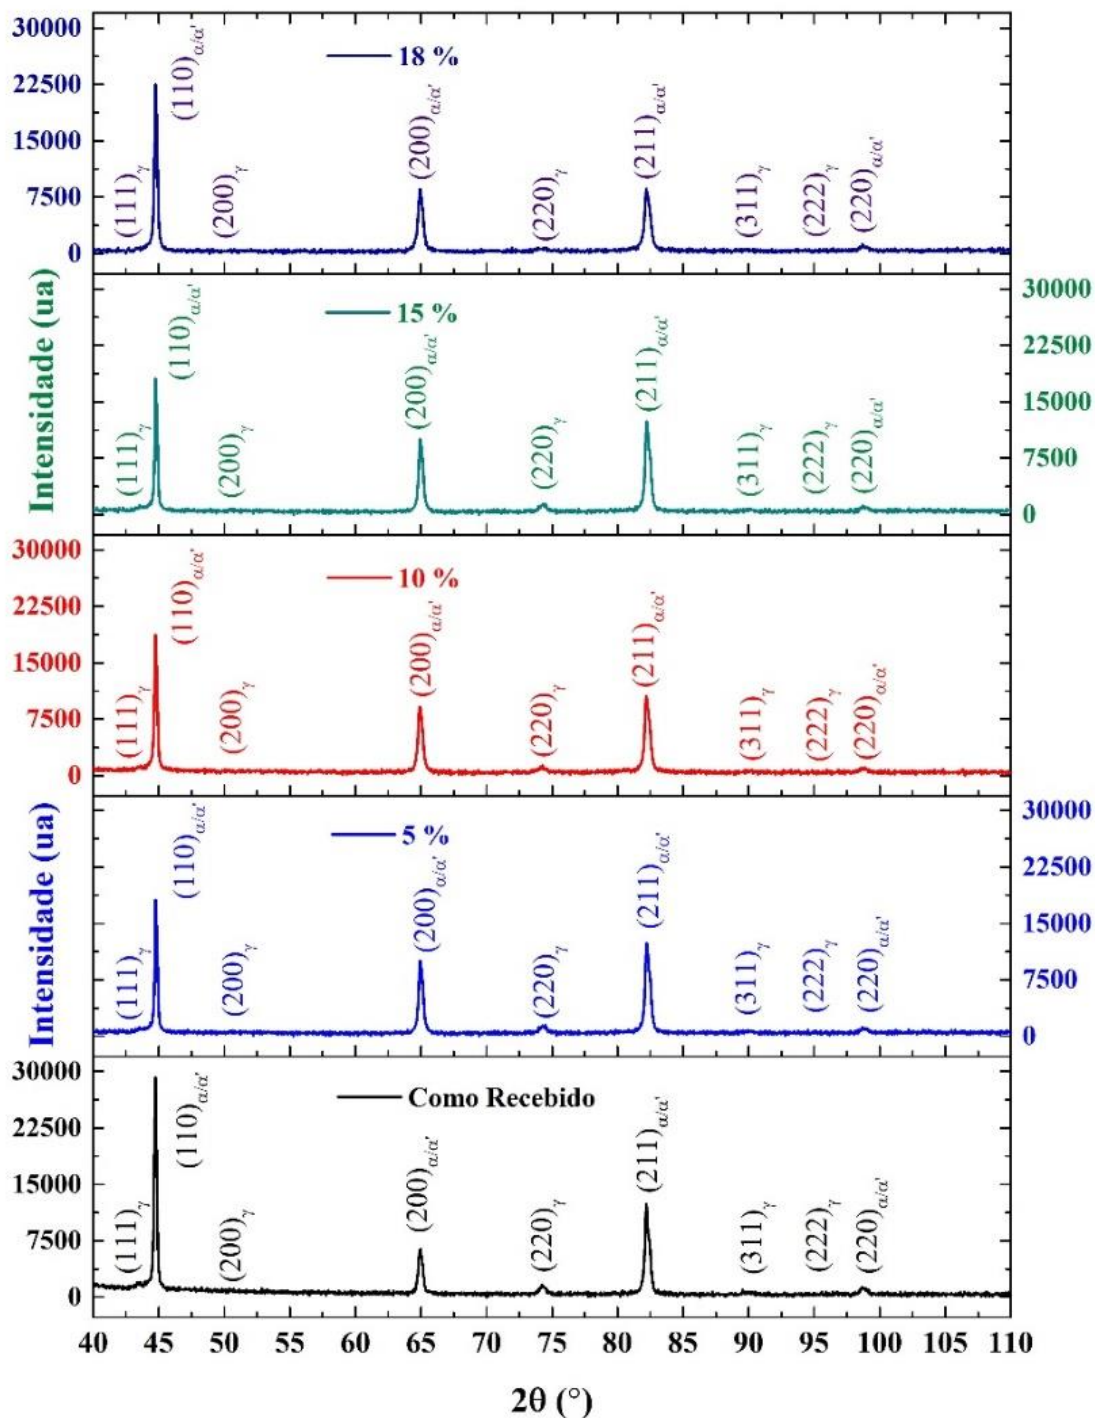 30000
22500
15000
7500
0
18 %
(111)γ
(110)α/α'
(200)γ
(200)α/α'
(220)γ
(211)α/α'
(311)γ
(222)γ
(220)α/α'
Intensidade (ua)
15 %
(111)γ
(110)α/α'
(200)γ
(200)α/α'
(220)γ
(211)α/α'
(311)γ
(222)γ
(220)α/α'
30000
22500
15000
7500
0
30000
22500
15000
7500
0
10 %
(111)γ
(110)α/α'
(200)γ
(200)α/α'
(220)γ
(211)α/α'
(311)γ
(222)γ
(220)α/α'
Intensidade (ua)
5 %
(111)γ
(110)α/α'
(200)γ
(200)α/α'
(220)γ
(211)α/α'
(311)γ
(222)γ
(220)α/α'
30000
22500
15000
7500
0
30000
22500
15000
7500
0
Como Recebido
(111)γ
(110)α/α'
(200)γ
(200)α/α'
(220)γ
(211)α/α'
(311)γ
(222)γ
(220)α/α'
40 45 50 55 60 65 70 75 80 85 90 95 100 105 110
2θ (°)